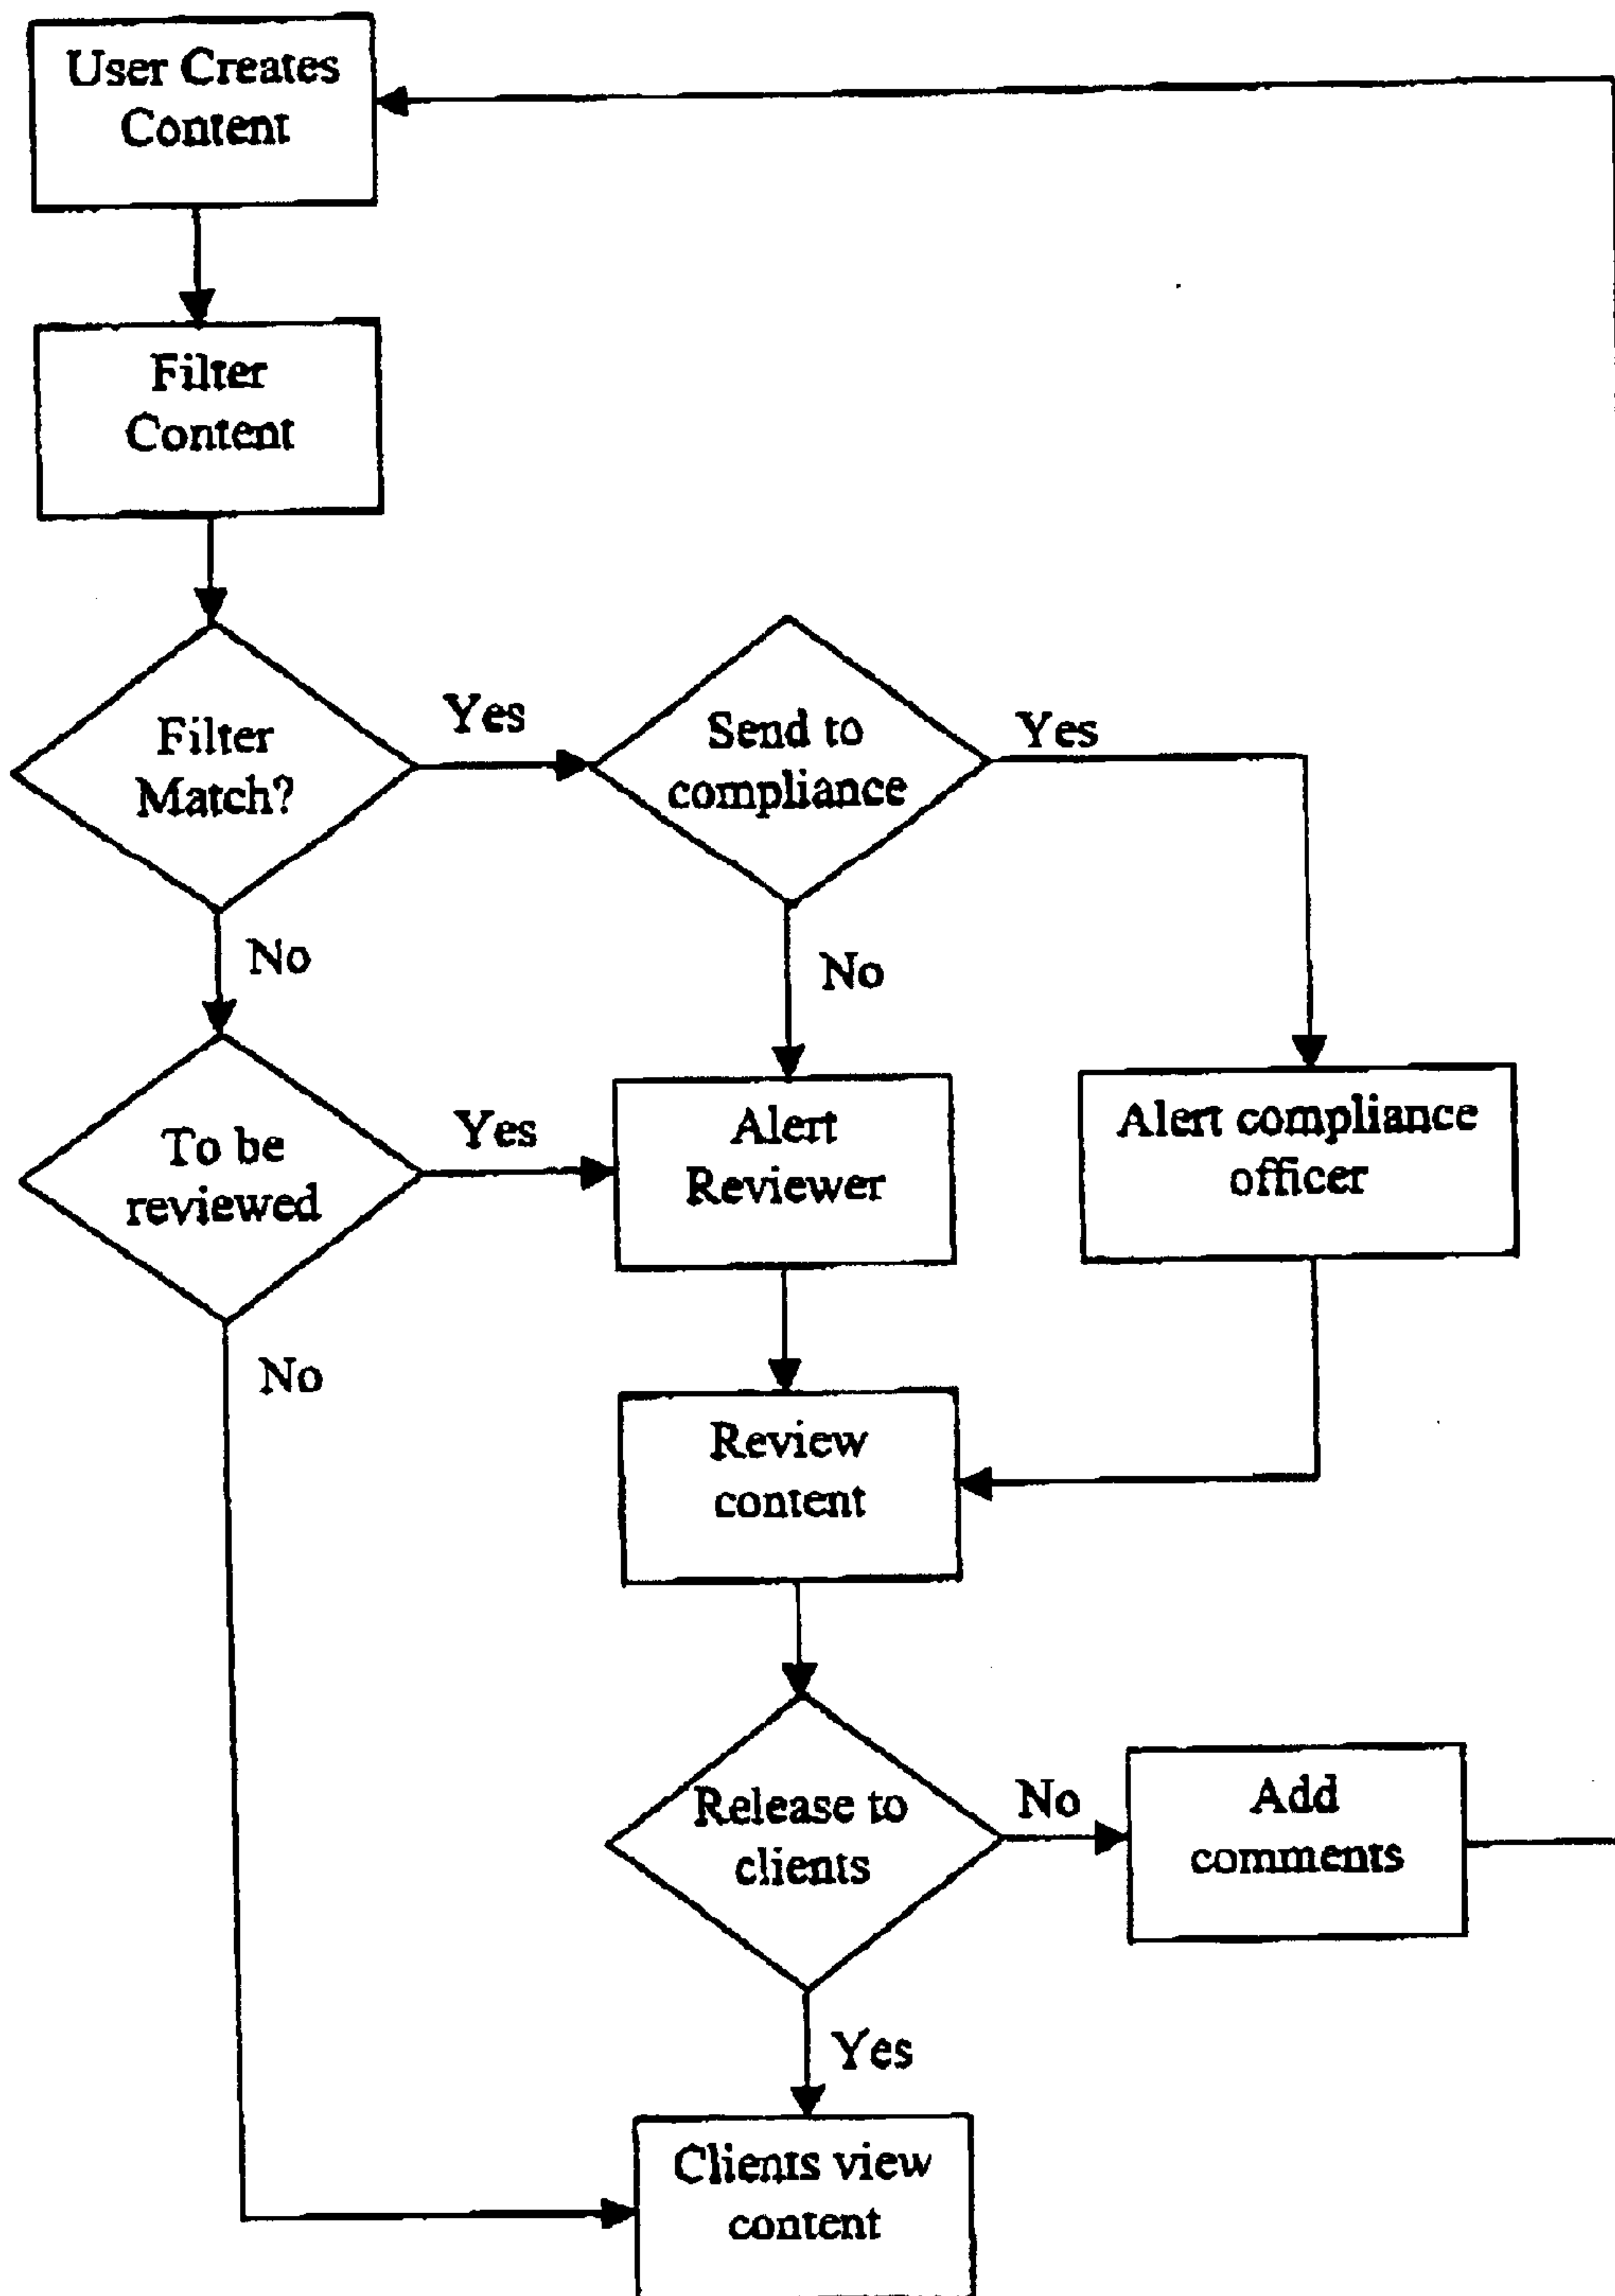 User Creates
Content
Filter
Content
Filter
Match?
Yes
Send to
compliance
Yes
No
No
To be
reviewed
Yes
Alert
Reviewer
Alert compliance
officer
No
Review
content
Release to
clients
No
Add
comments
Yes
Clients view
content